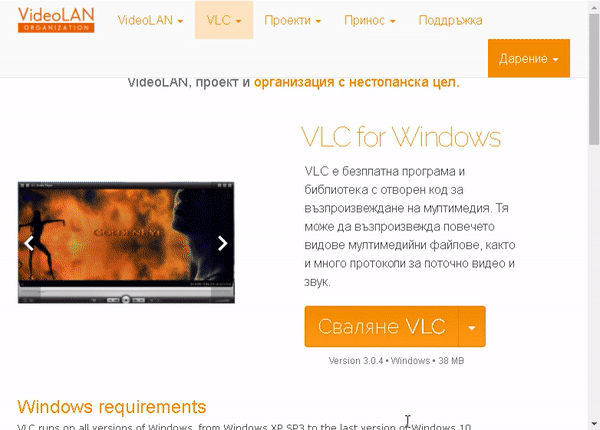 VideoLAN
ORGANIZATION
VideoLAN VLC Проекти Принос Поддръжка
Дарение
VideoLAN, проект и организация с нестопанска цел.
VLC for Windows
VLC е безплатна програма и
библиотека с отворен код за
възпроизвеждане на мултимедия. Тя
може да възпроизвежда повечето
видове мултимедийни файлове, както
и много протоколи за поточно видео и
звук.
GOLDENEYE
Сваляне VLC
Version 3.0.4 • Windows • 38 MB
Windows requirements
VLC runs on all versions of Windows, from Windows XP SP3 to the last version of Windows 10.